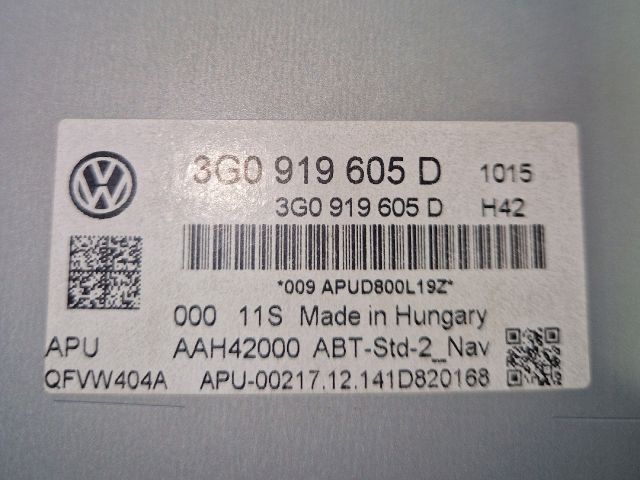 3G0 919 605 D 1015
3G0 919 605 D H42
*009 APUD800L19Z*
000 11S Made in Hungary
APU AAH42000 ABT-Std-2_Nav
QFVW404A APU-00217.12.141D820168